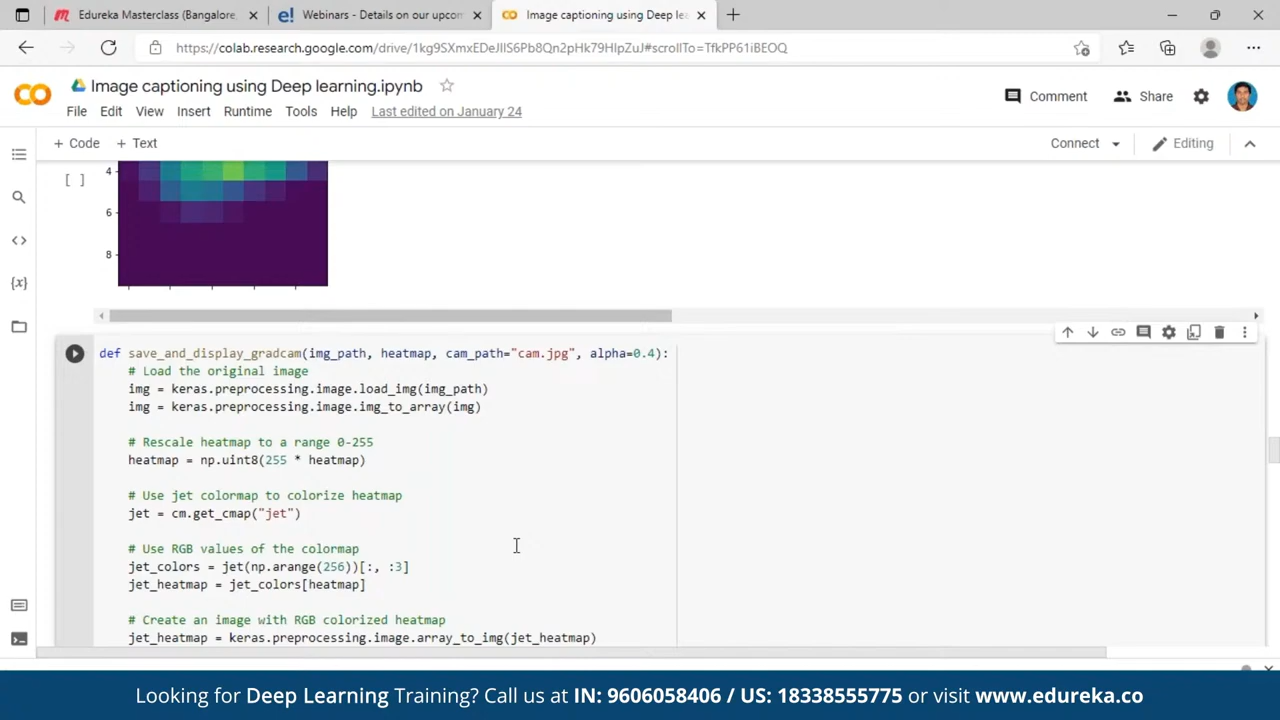 Edureka Masterclass (Bangalore,
Webinars - Details on our upcom
Image captioning using Deep lea
https://colab.research.google.com/drive/1kg9SXmxEDeJIlS6Pb8Qn2pHk79HIpZuJ#scrollTo=TfkPP61iBEOQ
Image captioning using Deep learning.ipynb
Comment
Share
File Edit View Insert Runtime Tools Help Last edited on January 24
+ Code + Text
Connect
Editing
[ ]
4
6
8
{x}
def save_and_display_gradcam(img_path, heatmap, cam_path="cam.jpg", alpha=0.4):
# Load the original image
img = keras.preprocessing.image.load_img(img_path)
img = keras.preprocessing.image.img_to_array(img)
# Rescale heatmap to a range 0-255
heatmap = np.uint8(255 * heatmap)
# Use jet colormap to colorize heatmap
jet = cm.get_cmap("jet")
# Use RGB values of the colormap
jet_colors = jet(np.arange(256))[:, :3]
jet_heatmap = jet_colors[heatmap]
# Create an image with RGB colorized heatmap
jet_heatmap = keras.preprocessing.image.array_to_img(jet_heatmap)
Looking for Deep Learning Training? Call us at IN: 9606058406 / US: 18338555775 or visit www.edureka.co